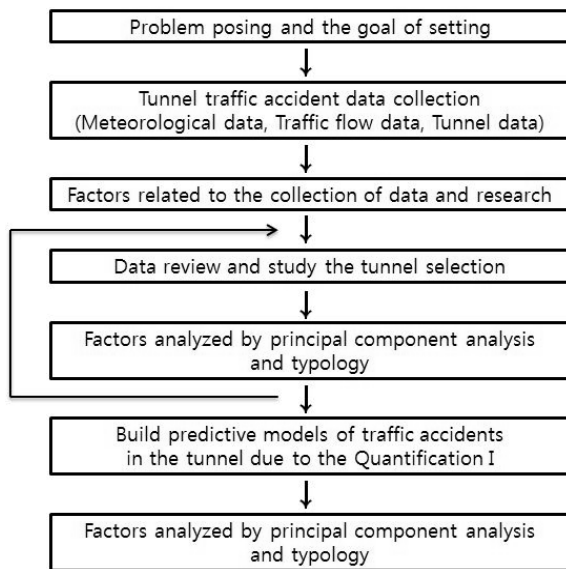 Problem posing and the goal of setting
Tunnel traffic accident data collection
(Meteorological data, Traffic flow data, Tunnel data)
Factors related to the collection of data and research
Data review and study the tunnel selection
Factors analyzed by principal component analysis
and typology
Build predictive models of traffic accidents
in the tunnel due to the Quantification I
Factors analyzed by principal component analysis
and typology